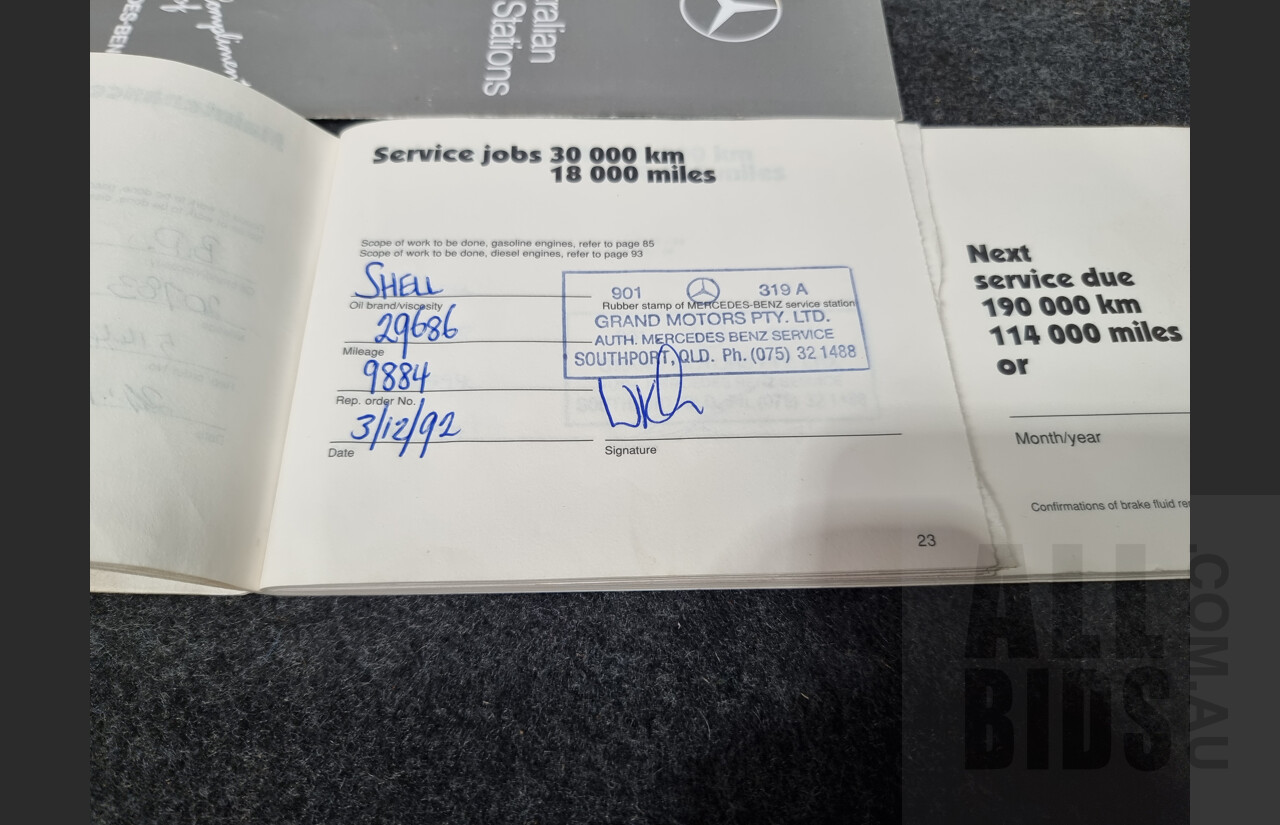 Compliments
of
DES-BEN
ralian
Stations
Service jobs 30 000 km
18 000 miles
Scope of work to be done, gasoline engines, refer to page 85
Scope of work to be done, diesel engines, refer to page 93
SHELL
Oil brand/viscosity
29686
Mileage
9884
Rep. order No.
3/12/92
Date
901 319 A
Rubber stamp of MERCEDES-BENZ service station
GRAND MOTORS PTY. LTD.
AUTH. MERCEDES BENZ SERVICE
SOUTHPORT, QLD. Ph. (075) 32 1488
Signature
23
Next
service due
190 000 km
114 000 miles
or
Month/year
Confirmations of brake fluid re
ALL
BIDS
.COM.AU